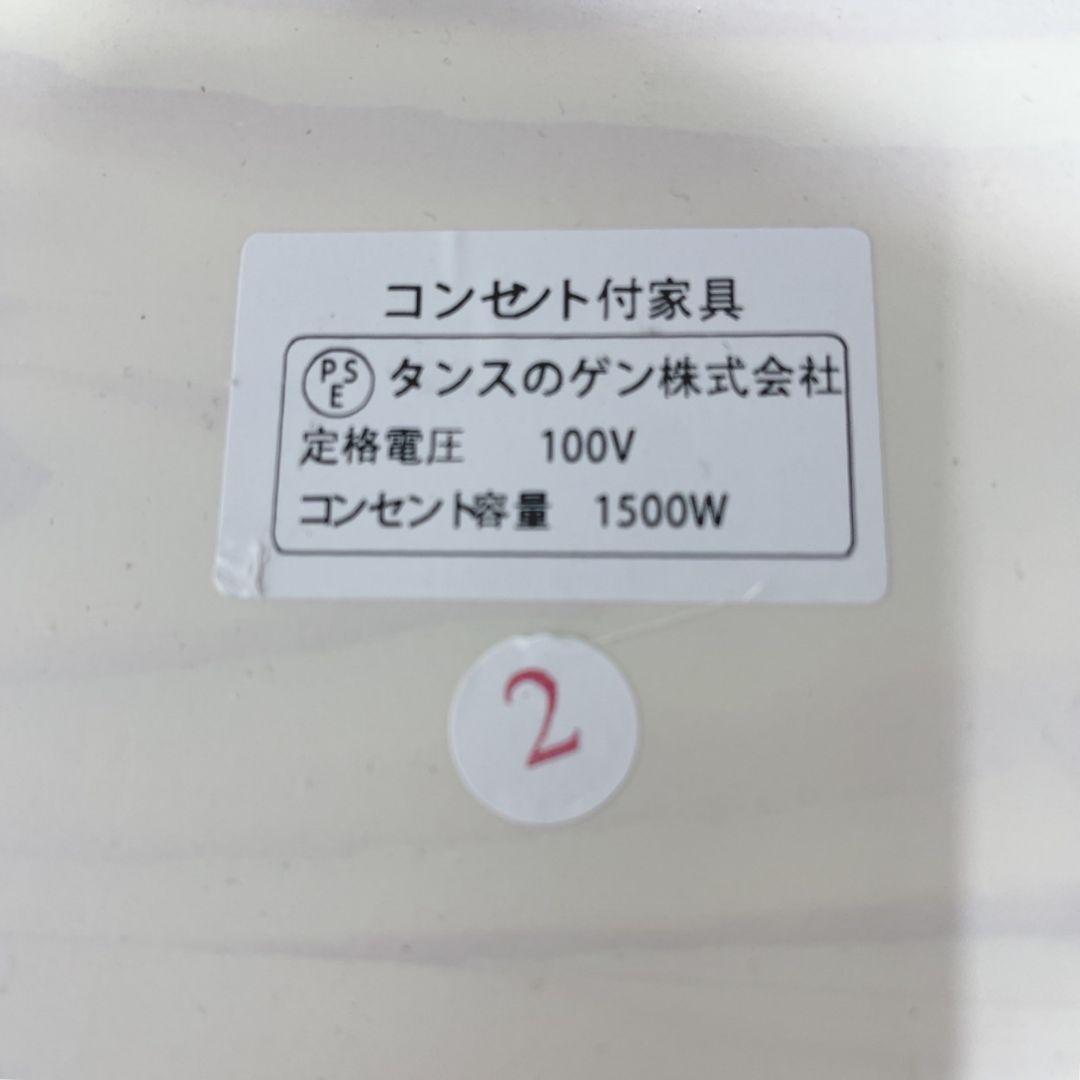 コンセント付家具
PSE タンスのゲン株式会社
定格電圧 100V
コンセント容量 1500W
2